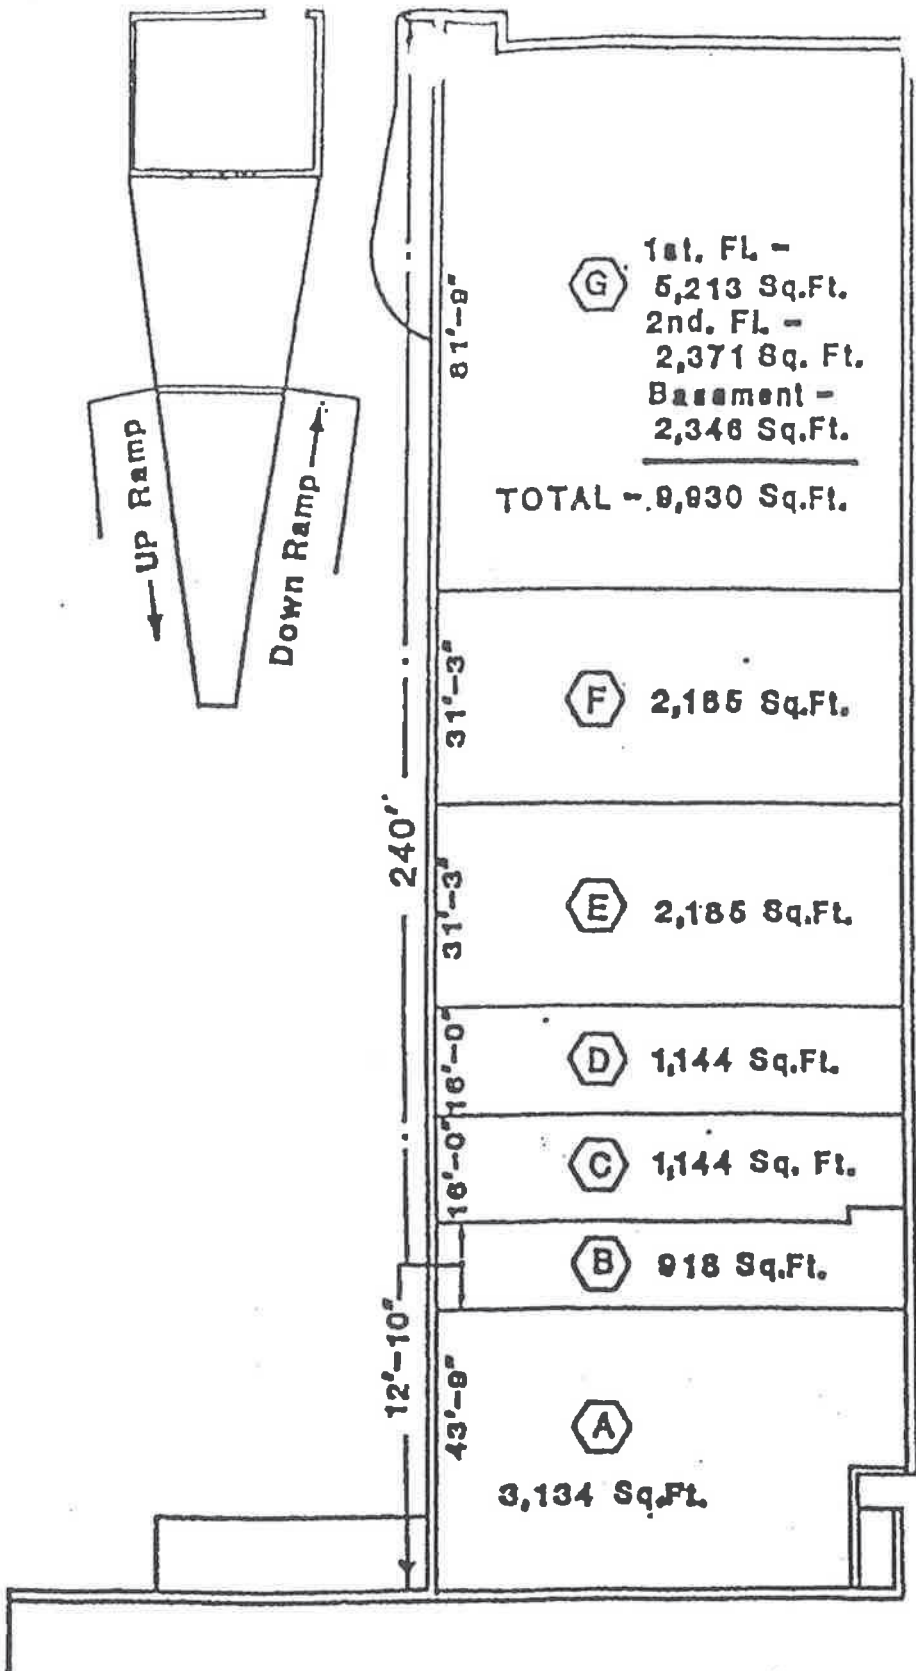 G
1st. Fl. -
5,213 Sq.Ft.
2nd. Fl. -
2,371 Sq. Ft.
Basement -
2,346 Sq.Ft.
TOTAL - 9,930 Sq.Ft.
81'-9"
UP Ramp
Down Ramp
F
2,185 Sq.Ft.
31'-3"
240'
E
2,185 Sq.Ft.
31'-3"
D
1,144 Sq.Ft.
16'-0"
C
1,144 Sq. Ft.
16'-0"
B
918 Sq.Ft.
12'-10"
A
3,134 Sq.Ft.
43'-9"